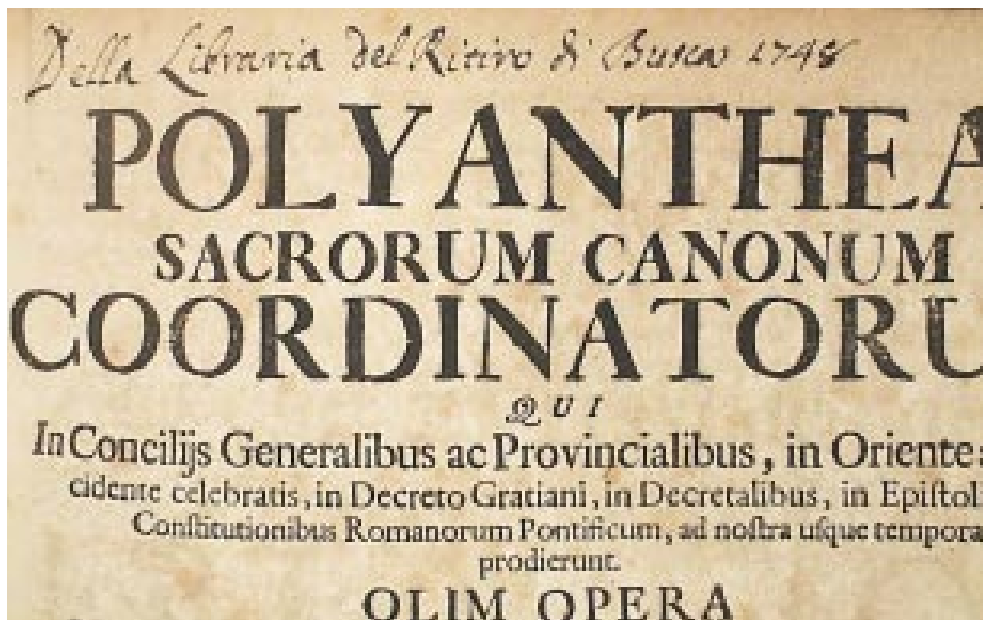 Della Libraria del Ritiro di Busca 1748
POLYANTHEA
SACRORUM CANONUM
COORDINATORU
QUI
In Concilijs Generalibus ac Provincialibus, in Oriente
cidente celebratis, in Decreto Gratiani, in Decretalibus, in Epiſtol
Conſtitutionibus Romanorum Pontificum, ad noſtra uſque tempora
prodierunt.
OLIM OPERA